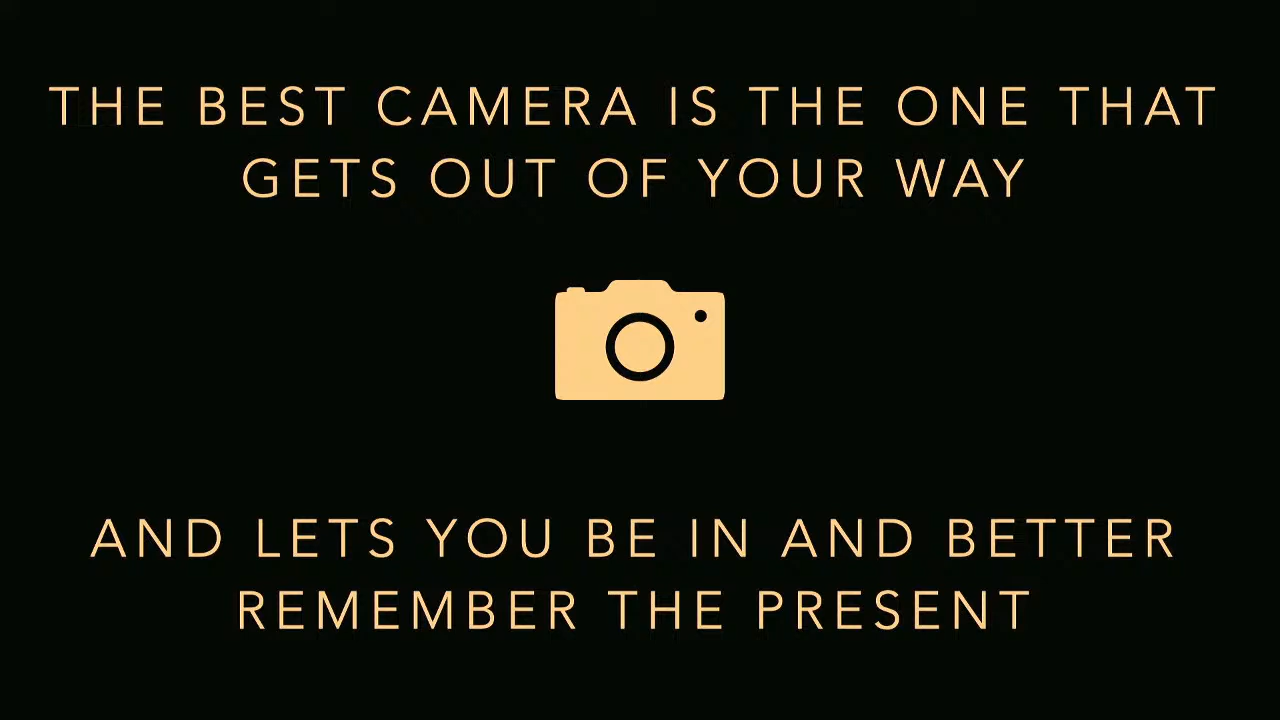 THE BEST CAMERA IS THE ONE THAT
GETS OUT OF YOUR WAY
AND LETS YOU BE IN AND BETTER
REMEMBER THE PRESENT